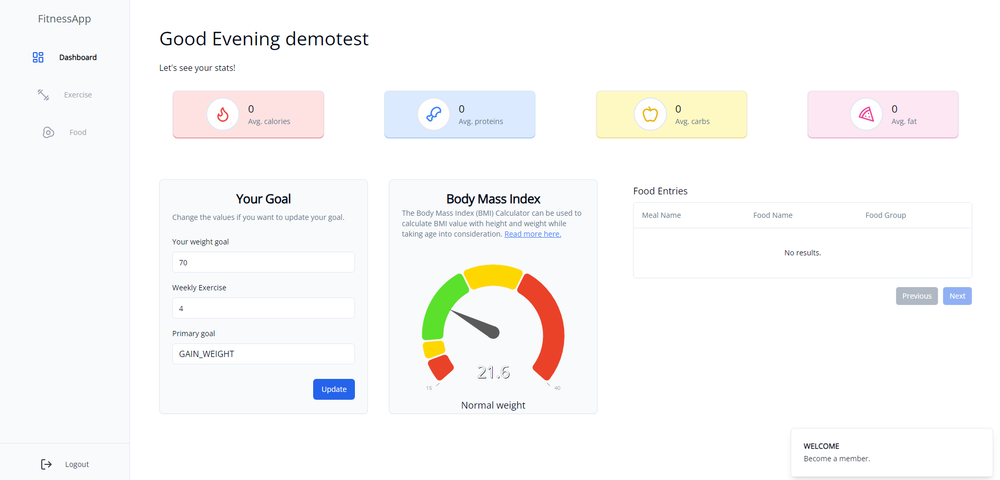 FitnessApp
Dashboard
Exercise
Food
Logout
Good Evening demotest
Let's see your stats!
0
Avg. calories
0
Avg. proteins
0
Avg. carbs
0
Avg. fat
Your Goal
Change the values if you want to update your goal.
Your weight goal
70
Weekly Exercise
4
Primary goal
GAIN_WEIGHT
Update
Body Mass Index
The Body Mass Index (BMI) Calculator can be used to
calculate BMI value with height and weight while
taking age into consideration. Read more here.
21.6
15
40
Normal weight
Food Entries
Meal Name Food Name Food Group
No results.
Previous Next
WELCOME
Become a member.